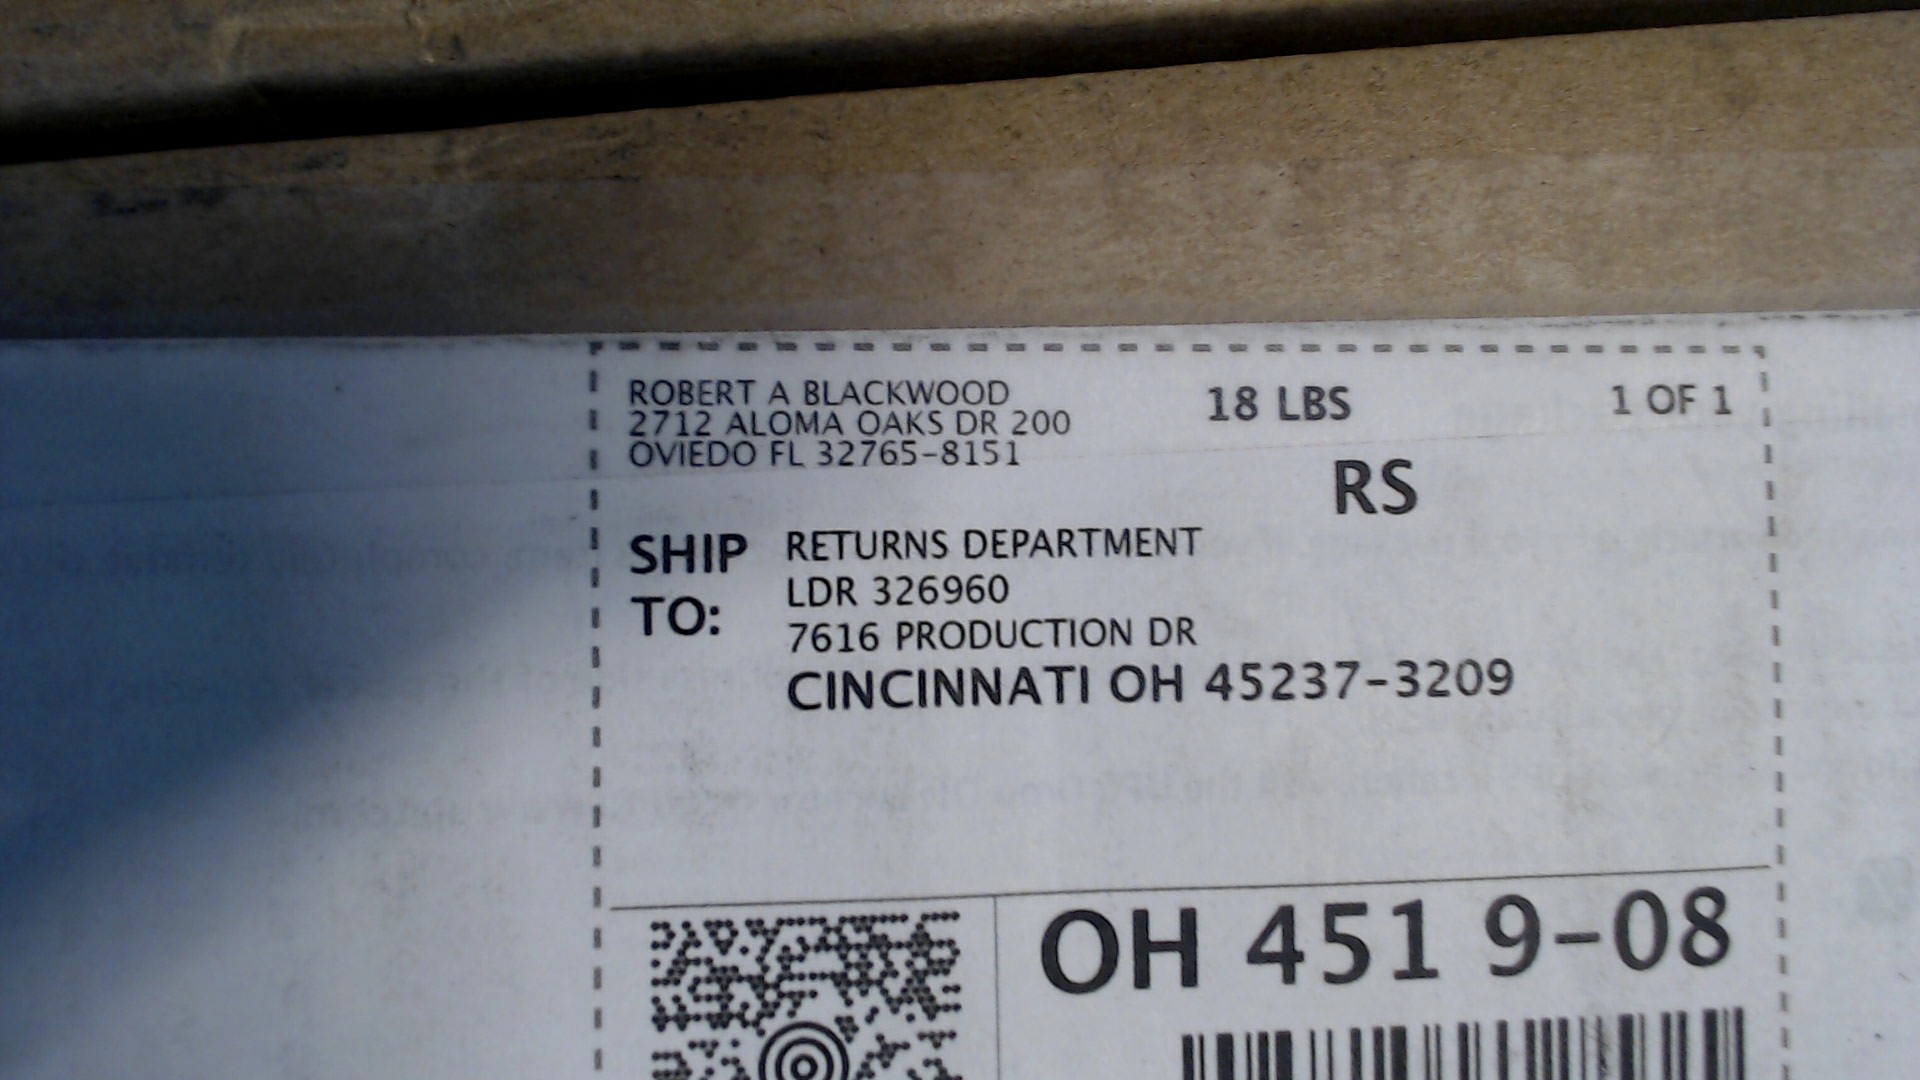 ROBERT A BLACKWOOD 18 LBS 1 OF 1
2712 ALOMA OAKS DR 200
OVIEDO FL 32765-8151
RS
SHIP TO:
RETURNS DEPARTMENT
LDR 326960
7616 PRODUCTION DR
CINCINNATI OH 45237-3209
OH 451 9-08